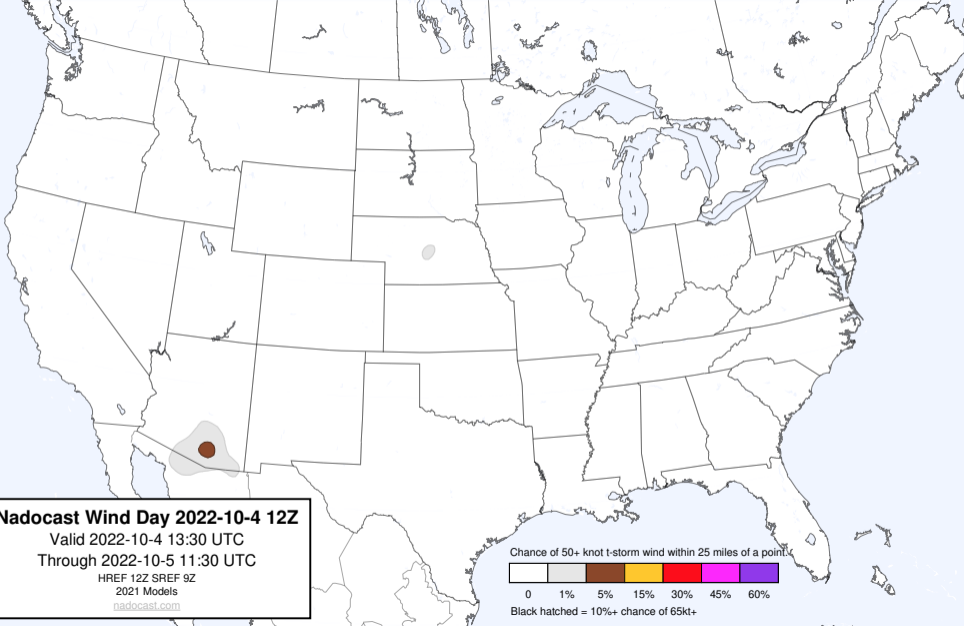 Nadocast Wind Day 2022-10-4 12Z
Valid 2022-10-4 13:30 UTC
Through 2022-10-5 11:30 UTC
HREF 12Z SREF 9Z
2021 Models
nadocast.com
Chance of 50+ knot t-storm wind within 25 miles of a point.
0 1% 5% 15% 30% 45% 60%
Black hatched = 10%+ chance of 65kt+